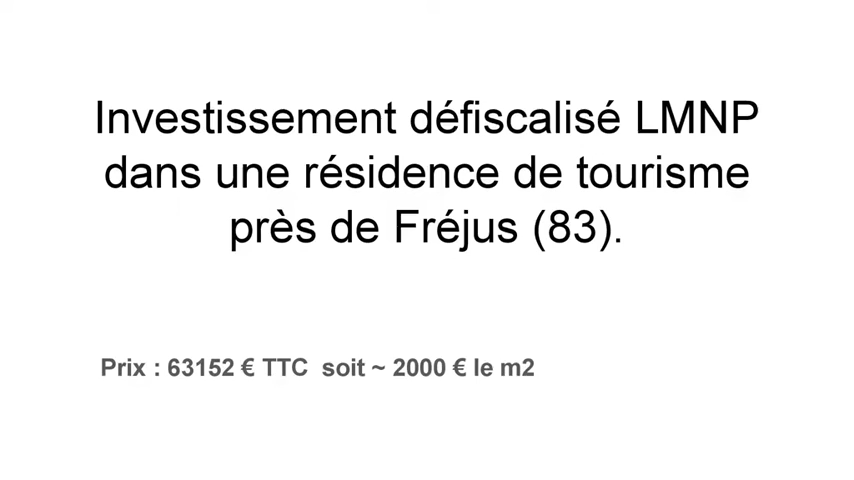 Investissement défiscalisé LMNP
dans une résidence de tourisme
près de Fréjus (83).
Prix : 63152 € TTC  soit ~ 2000 € le m2